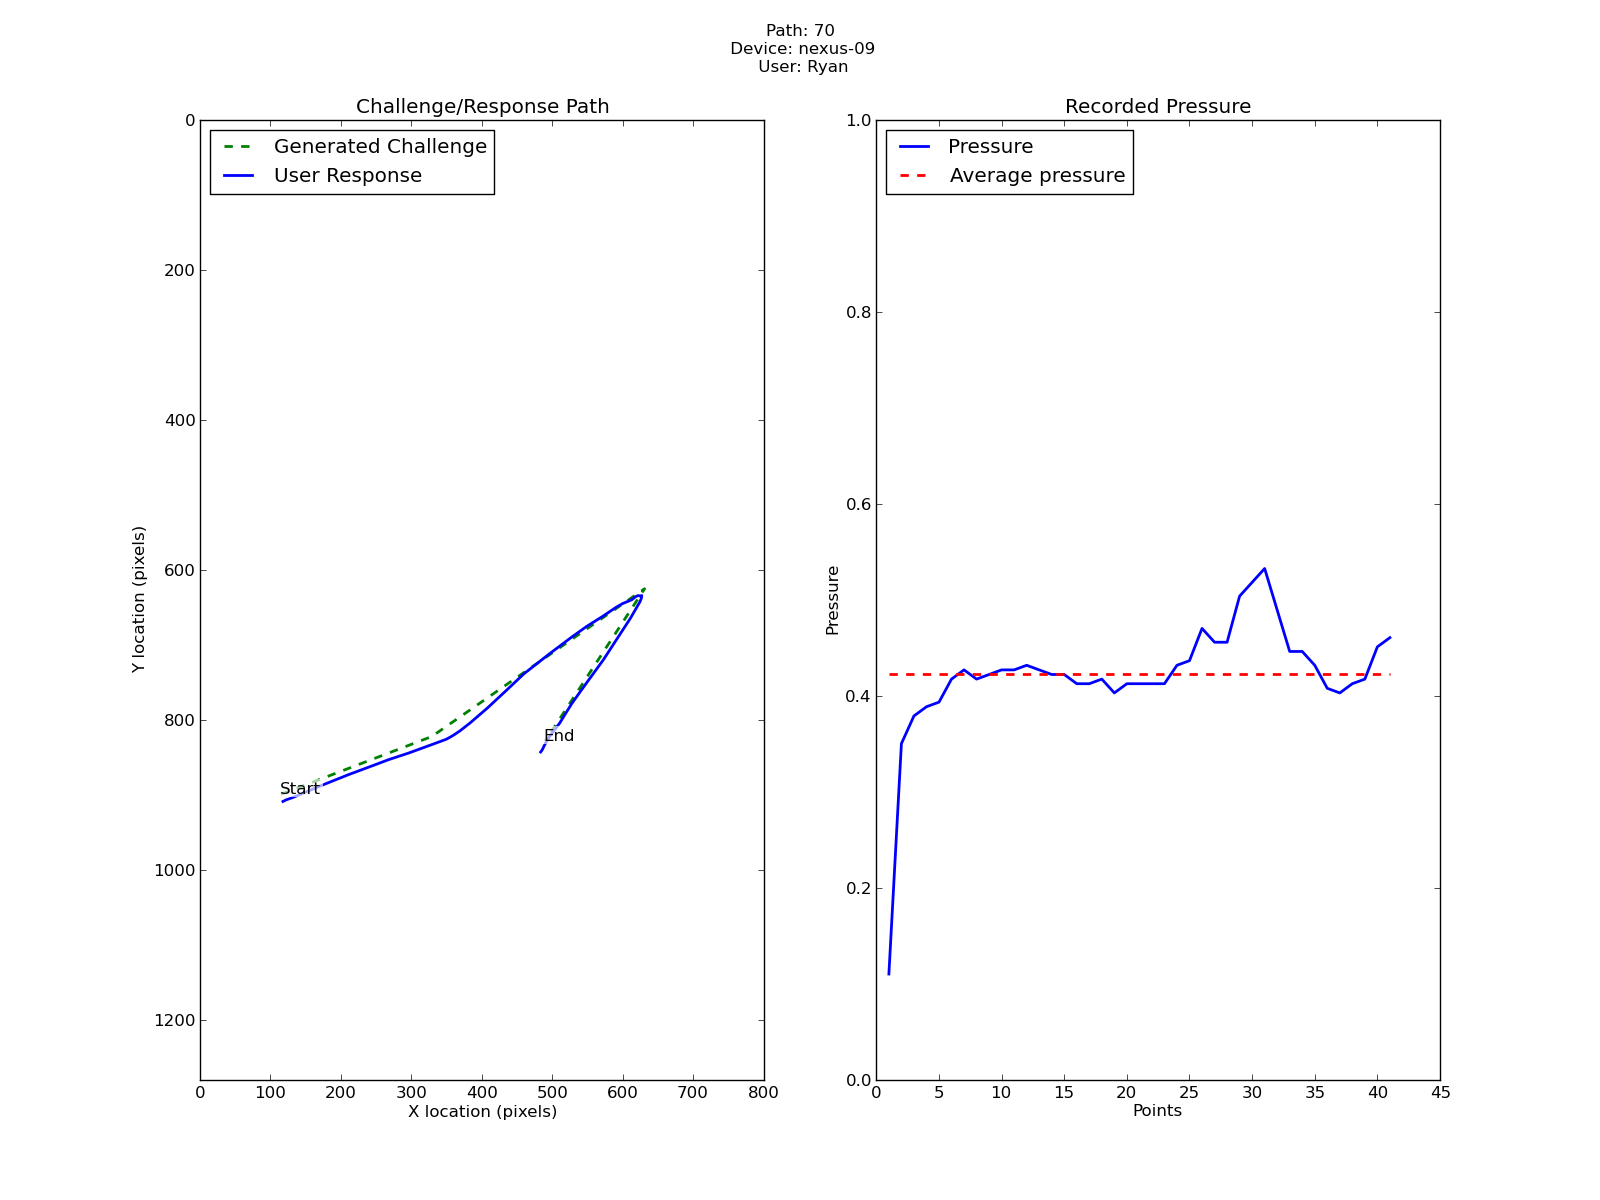 Path: 70
Device: nexus-09
User: Ryan
Challenge/Response Path
Generated Challenge
User Response
0
200
400
600
800
1000
1200
Y location (pixels)
Start
End
0 100 200 300 400 500 600 700 800
X location (pixels)
Recorded Pressure
Pressure
Average pressure
1.0
0.8
0.6
0.4
0.2
0.0
Pressure
0 5 10 15 20 25 30 35 40 45
Points